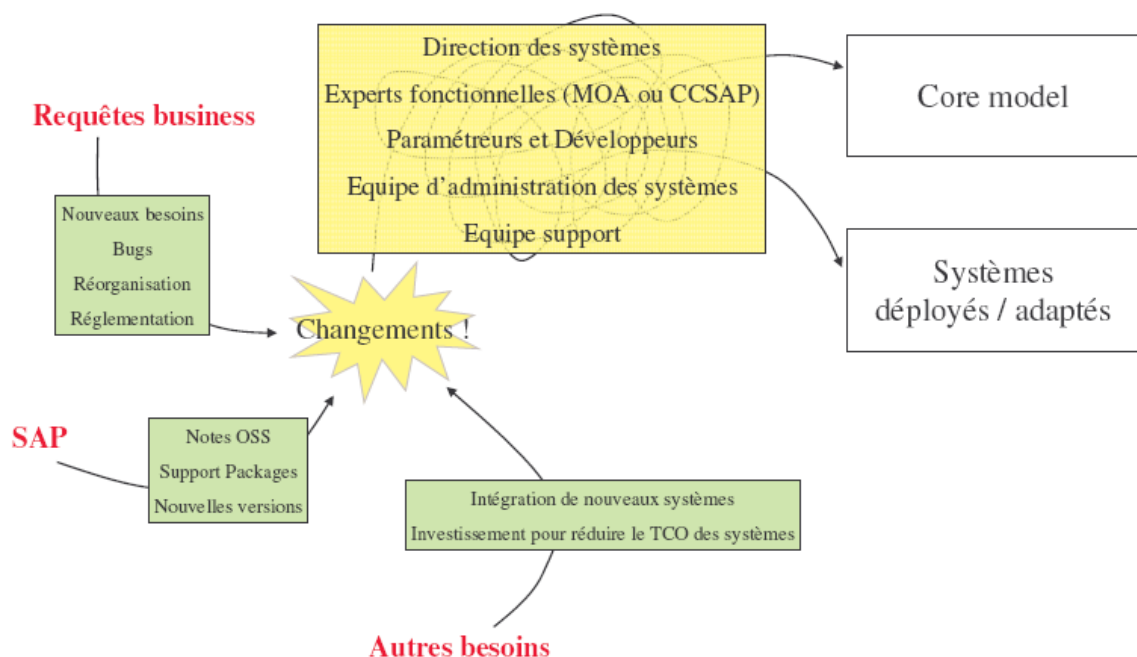 Direction des systèmes
Experts fonctionnelles (MOA ou CCSAP)
Paramétreurs et Développeurs
Equipe d'administration des systèmes
Equipe support
Core model
Systèmes
déployés / adaptés
Requêtes business
Nouveaux besoins
Bugs
Réorganisation
Réglementation
Changements !
SAP
Notes OSS
Support Packages
Nouvelles versions
Intégration de nouveaux systèmes
Investissement pour réduire le TCO des systèmes
Autres besoins